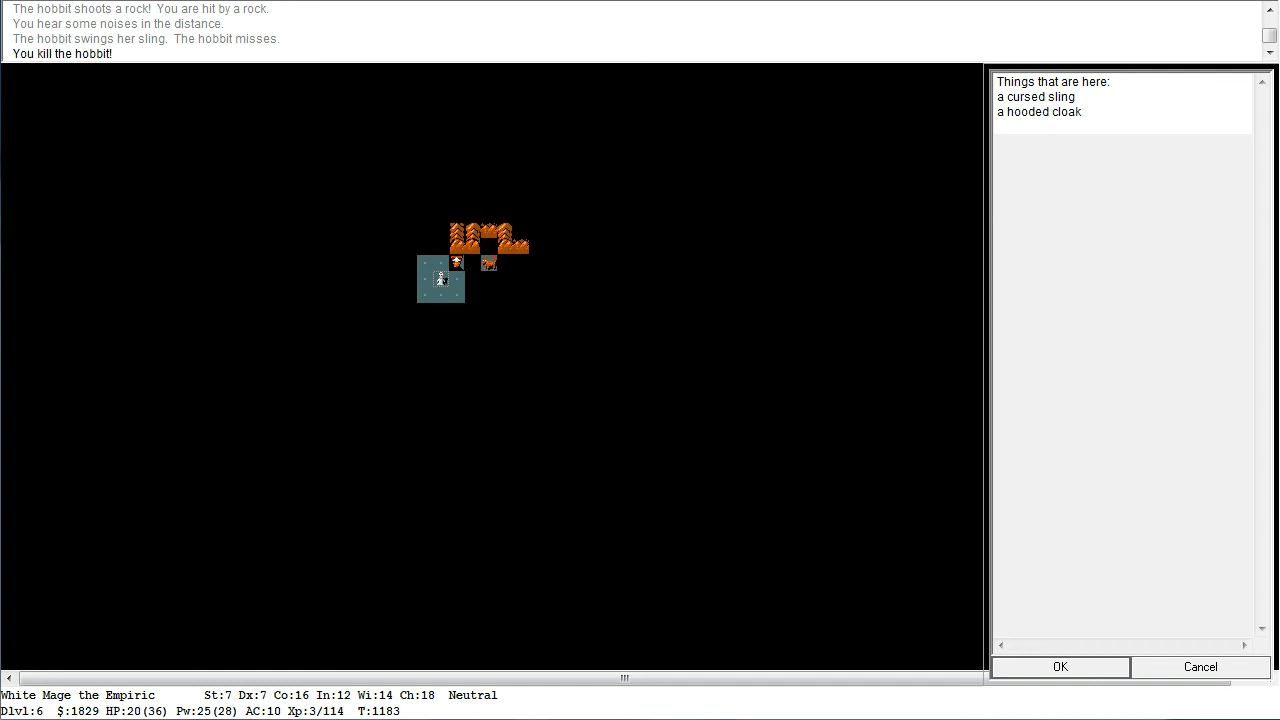 The hobbit shoots a rock!  You are hit by a rock.
You hear some noises in the distance.
The hobbit swings her sling.  The hobbit misses.
You kill the hobbit!
Things that are here:
a cursed sling
a hooded cloak
OK
Cancel
White Mage the Empiric St:7 Dx:7 Co:16 In:12 Wi:14 Ch:18 Neutral
Dlvl:6 $:1829 HP:20(36) Pw:25(28) AC:10 Xp:3/114 T:1183